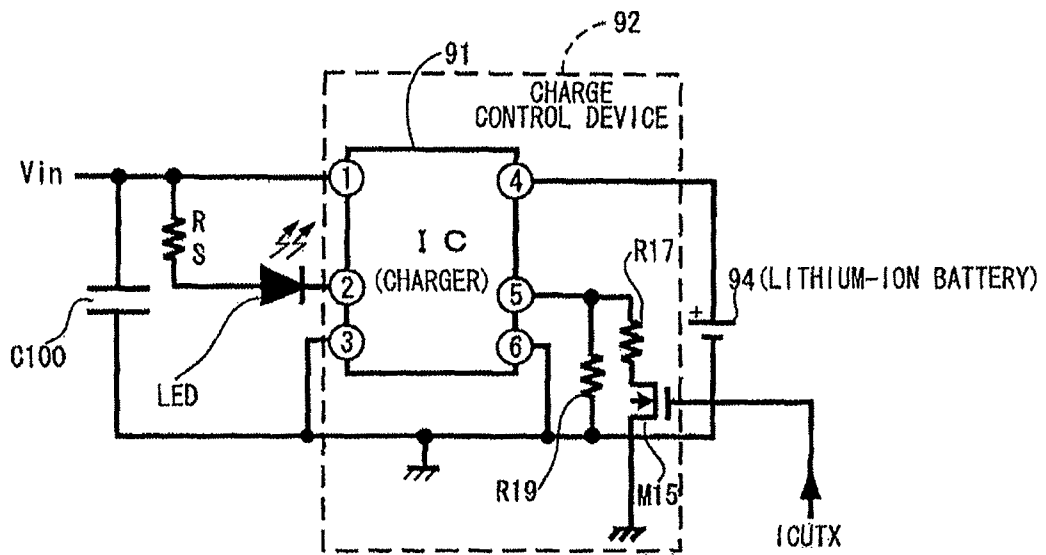 92
91
CHARGE
CONTROL DEVICE
Vin
1
4
R
S
I C
(CHARGER)
R17
2
5
94(LITHIUM-ION BATTERY)
+
3
6
C100
LED
R19
M15
ICUTX